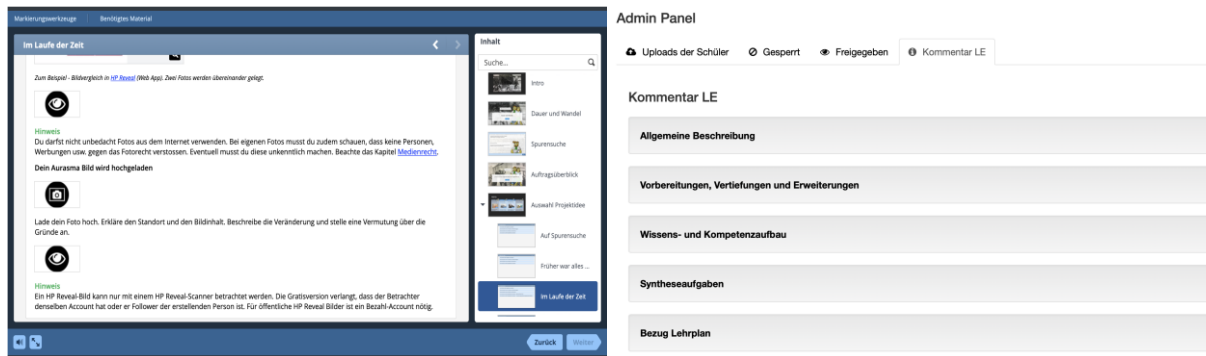 Markierungswerkzeuge
Benötigtes Material
Im Laufe der Zeit
Zum Beispiel - Bildvergleich in HP Reveal (Web App). Zwei Fotos werden übereinander gelegt.
Hinweis
Du darfst nicht unbedacht Fotos aus dem Internet verwenden. Bei eigenen Fotos musst du zudem schauen, dass keine Personen,
Werbungen usw. gegen das Fotorecht verstossen. Eventuell musst du diese unkenntlich machen. Beachte das Kapitel Medienrecht.
Dein Aurasma Bild wird hochgeladen
Lade dein Foto hoch. Erkläre den Standort und den Bildinhalt. Beschreibe die Veränderung und stelle eine Vermutung über die
Gründe an.
Hinweis
Ein HP Reveal-Bild kann nur mit einem HP Reveal-Scanner betrachtet werden. Die Gratisversion verlangt, dass der Betrachter
denselben Account hat oder er Follower der erstellenden Person ist. Für öffentliche HP Reveal Bilder ist ein Bezahl-Account nötig.
Inhalt
Suche...
Intro
Dauer und Wandel
Spurensuche
Auftragsüberblick
Auswahl Projektidee
Auf Spurensuche
Früher war alles ...
Im Laufe der Zeit
Zurück
Weiter
Admin Panel
Uploads der Schüler
Gesperrt
Freigegeben
Kommentar LE
Kommentar LE
Allgemeine Beschreibung
Vorbereitungen, Vertiefungen und Erweiterungen
Wissens- und Kompetenzaufbau
Syntheseaufgaben
Bezug Lehrplan